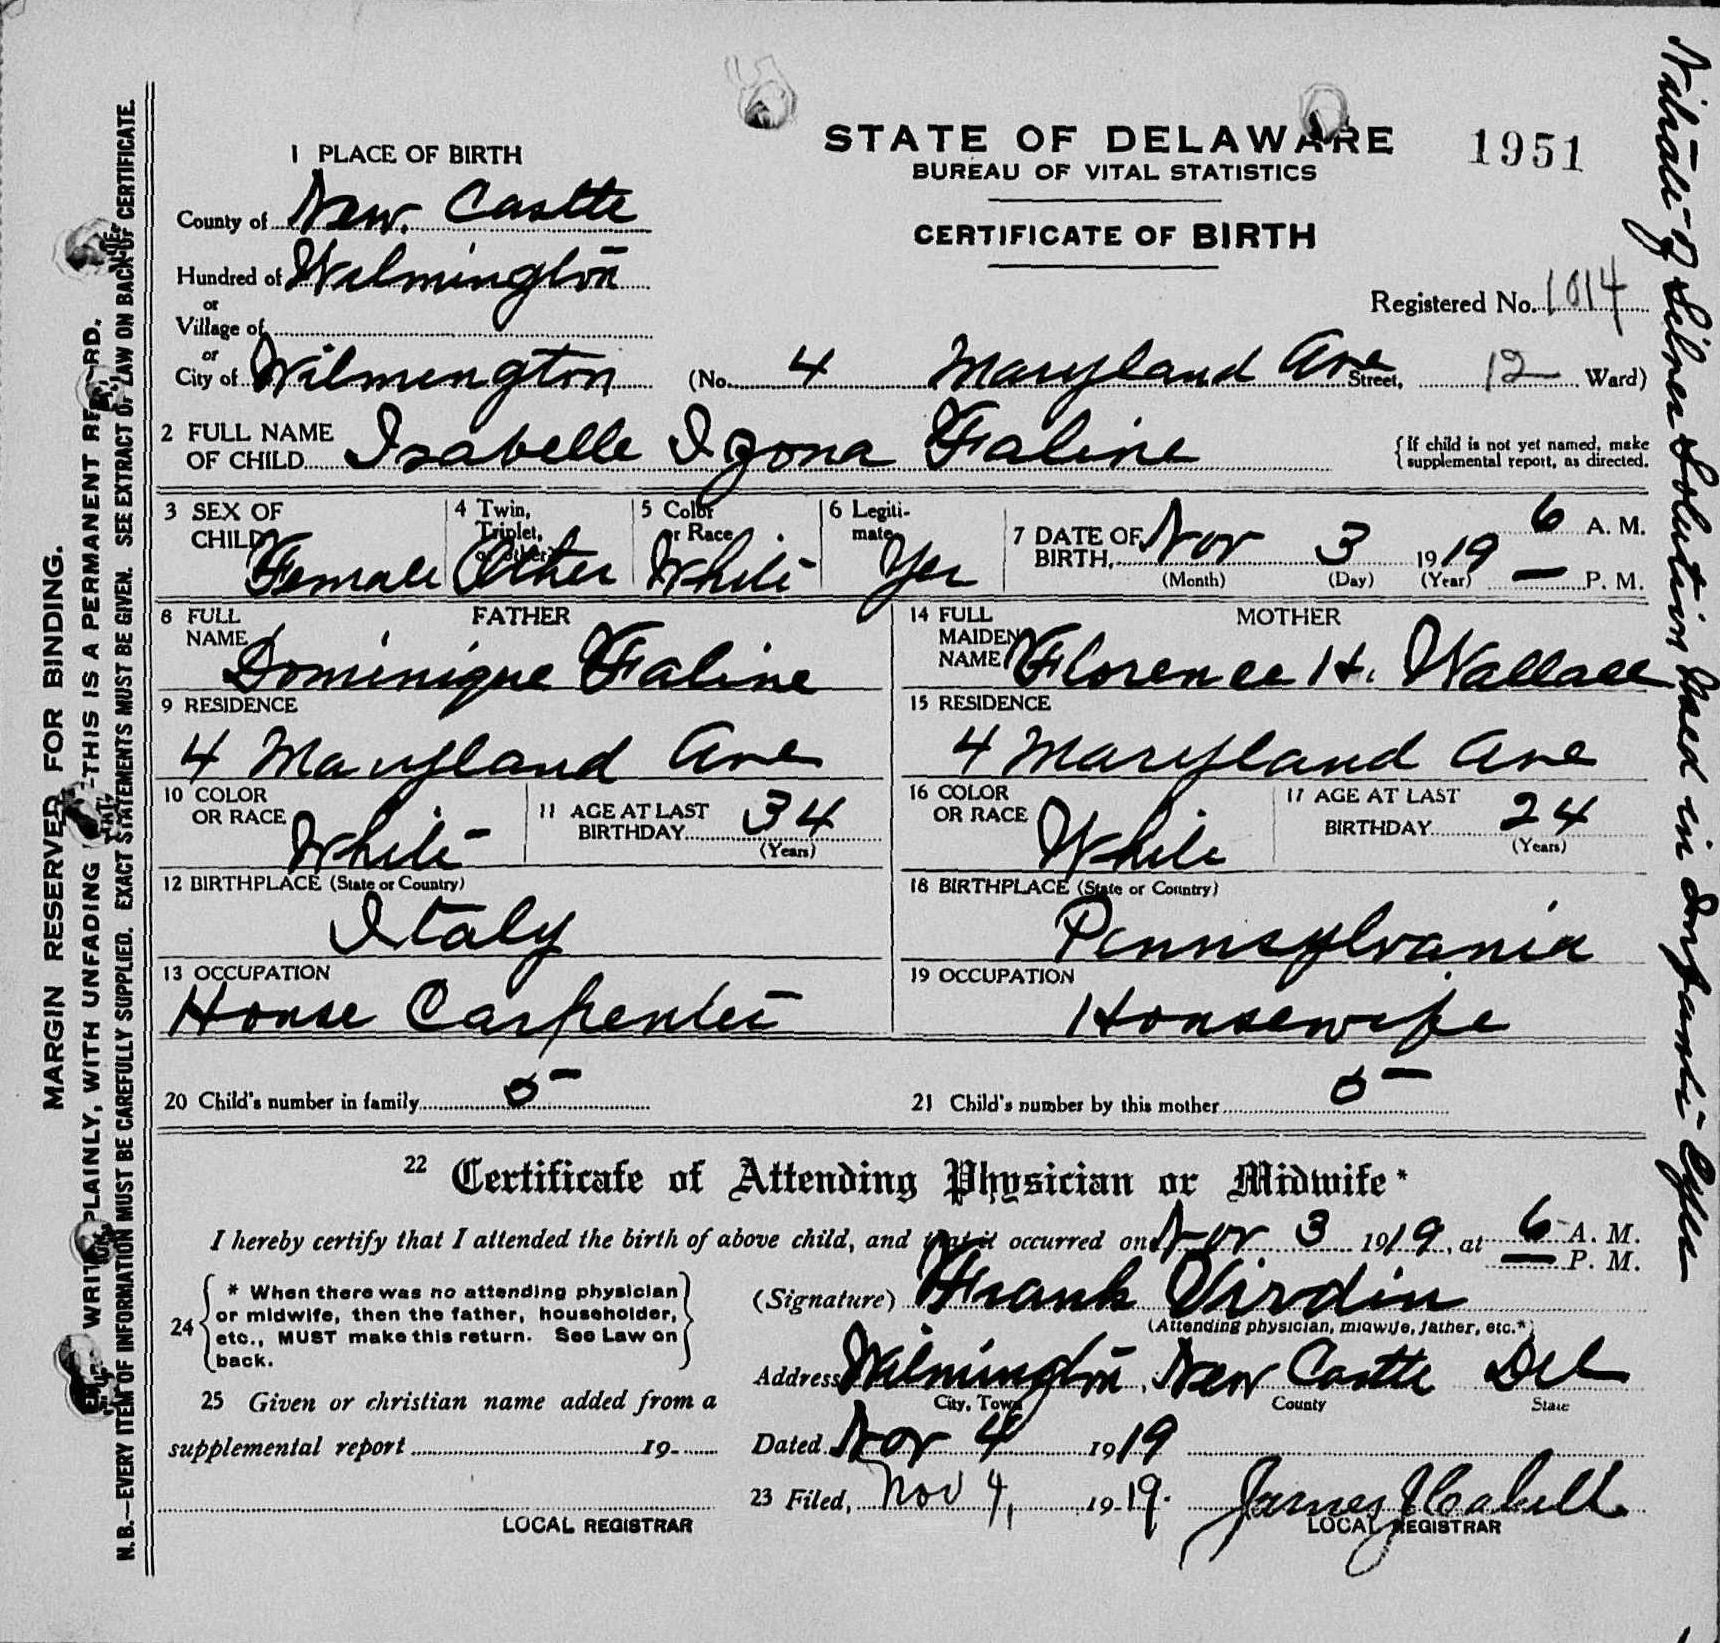 STATE OF DELAWARE 1951
BUREAU OF VITAL STATISTICS
CERTIFICATE OF BIRTH
Registered No. 1014
1 PLACE OF BIRTH
County of New Castle
Hundred of Wilmington
or
Village of
or
City of Wilmington (No. 4 Maryland Ave Street, 12 Ward)
2 FULL NAME OF CHILD Isabelle Izona Faline
{If child is not yet named, make supplemental report, as directed.
3 SEX OF CHILD Female
4 Twin, Triplet, or other? Other
5 Color or Race White
6 Legitimate Yes
7 DATE OF BIRTH, Nov 3 1919 6 A. M.
(Month) (Day) (Year) — P. M.
FATHER
8 FULL NAME Dominique Faline
9 RESIDENCE
4 Maryland Ave
10 COLOR OR RACE White
11 AGE AT LAST BIRTHDAY 34
(Years)
12 BIRTHPLACE (State or Country)
Italy
13 OCCUPATION
House Carpenter
MOTHER
14 FULL MAIDEN NAME Florence H. Wallace
15 RESIDENCE
4 Maryland Ave
16 COLOR OR RACE White
17 AGE AT LAST BIRTHDAY 24
(Years)
18 BIRTHPLACE (State or Country)
Pennsylvania
19 OCCUPATION
Housewife
20 Child's number in family 5
21 Child's number by this mother 5
22 Certificate of Attending Physician or Midwife*
I hereby certify that I attended the birth of above child, and that it occurred on Nov 3 1919, at 6 A. M.
— P. M.
24 {* When there was no attending physician
or midwife, then the father, householder,
etc., MUST make this return. See Law on
back.}
(Signature) Frank Virdin
(Attending physician, midwife, father, etc.*)
Address Wilmington, New Castle Del
City, Town County State
25 Given or christian name added from a
supplemental report 19
LOCAL REGISTRAR
Dated Nov 4 1919
23 Filed, Nov 4, 1919. James
LOCAL REGISTRAR
MARGIN RESERVED FOR BINDING.
WRITE PLAINLY, WITH UNFADING THIS IS A PERMANENT RECORD.
N.B.—EVERY ITEM OF INFORMATION MUST BE CAREFULLY SUPPLIED. EXACT STATEMENTS MUST BE GIVEN. SEE EXTRACT OF LAW ON BACK OF CERTIFICATE.
Nitrate of Silver Solution Used in Infants Eyes